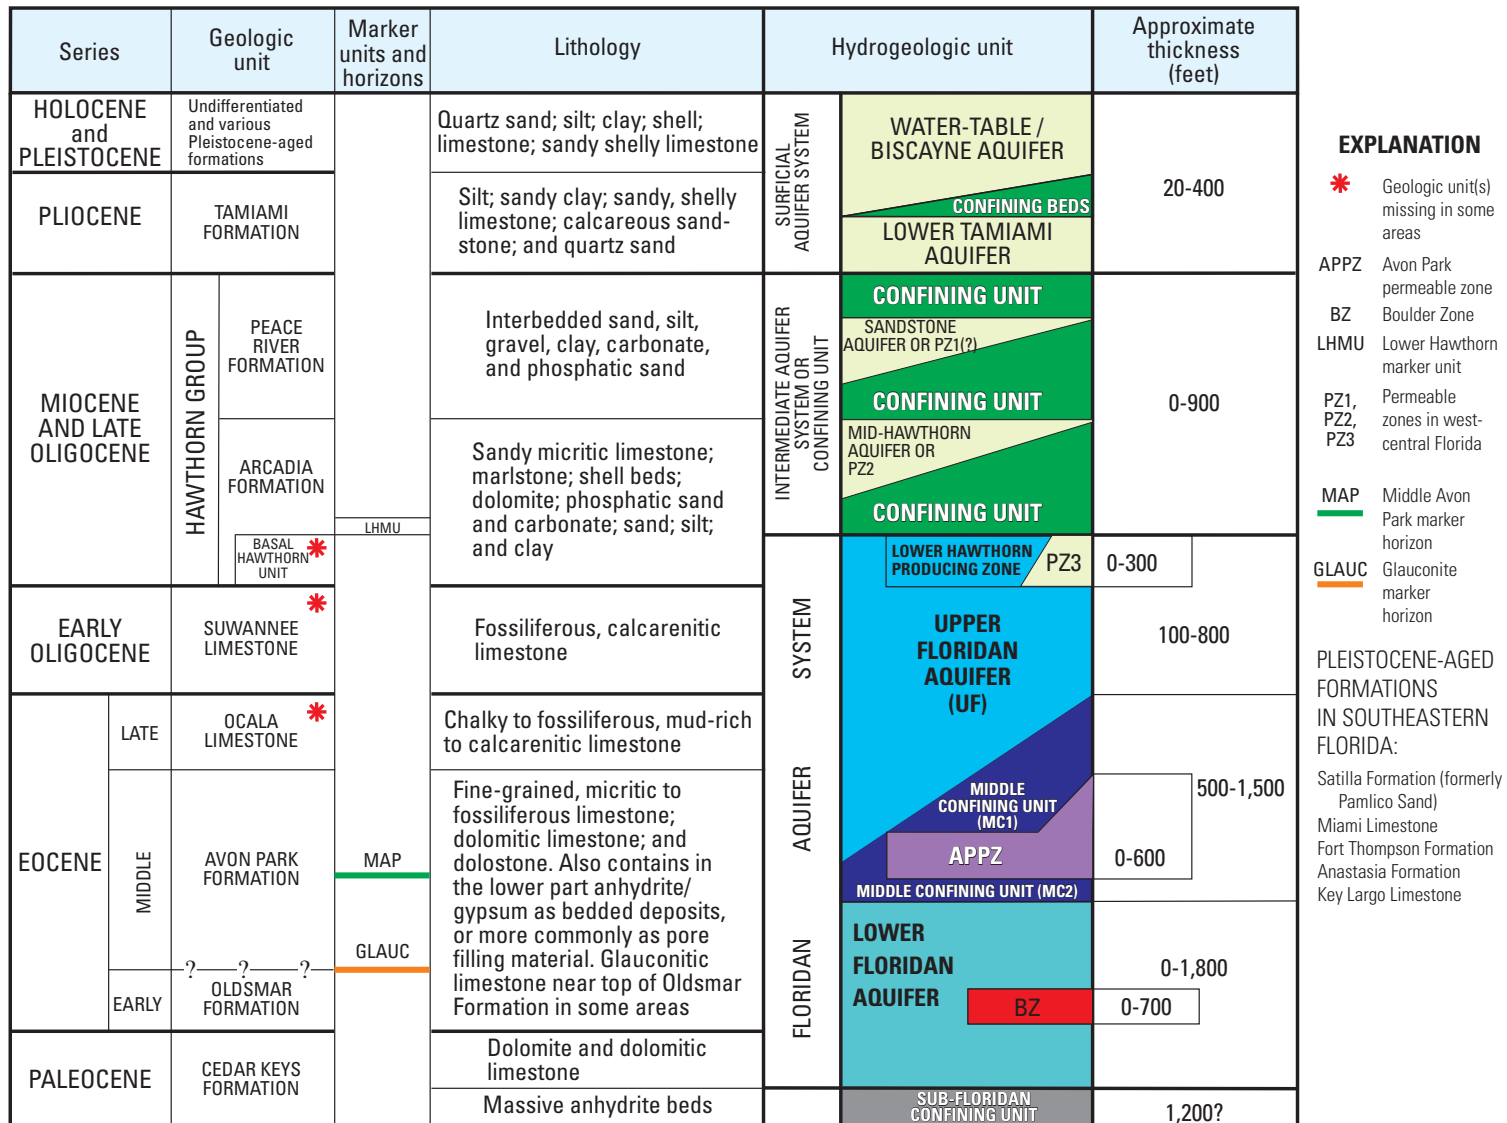 Series
Geologic
unit
Marker
units and
horizons
Lithology
Hydrogeologic unit
Approximate
thickness
(feet)
HOLOCENE
and
PLEISTOCENE
Undifferentiated
and various
Pleistocene-aged
formations
Quartz sand; silt; clay; shell;
limestone; sandy shelly limestone
SURFICIAL
AQUIFER SYSTEM
WATER-TABLE /
BISCAYNE AQUIFER
CONFINING BEDS
LOWER TAMIAMI
AQUIFER
20-400
PLIOCENE
TAMIAMI
FORMATION
Silt; sandy clay; sandy, shelly
limestone; calcareous sand-
stone; and quartz sand
MIOCENE
AND LATE
OLIGOCENE
HAWTHORN GROUP
PEACE
RIVER
FORMATION
Interbedded sand, silt,
gravel, clay, carbonate,
and phosphatic sand
INTERMEDIATE AQUIFER
SYSTEM OR
CONFINING UNIT
CONFINING UNIT
SANDSTONE
AQUIFER OR PZ1(?)
CONFINING UNIT
MID-HAWTHORN
AQUIFER OR
PZ2
CONFINING UNIT
0-900
ARCADIA
FORMATION
LHMU
Sandy micritic limestone;
marlstone; shell beds;
dolomite; phosphatic sand
and carbonate; sand; silt;
and clay
BASAL
HAWTHORN
UNIT
FLORIDAN AQUIFER SYSTEM
LOWER HAWTHORN
PRODUCING ZONE
PZ3
0-300
EARLY
OLIGOCENE
SUWANNEE
LIMESTONE
Fossiliferous, calcarenitic
limestone
UPPER
FLORIDAN
AQUIFER
(UF)
100-800
EOCENE
LATE
OCALA
LIMESTONE
Chalky to fossiliferous, mud-rich
to calcarenitic limestone
MIDDLE
AVON PARK
FORMATION
MAP
GLAUC
Fine-grained, micritic to
fossiliferous limestone;
dolomitic limestone; and
dolostone. Also contains in
the lower part anhydrite/
gypsum as bedded deposits,
or more commonly as pore
filling material. Glauconitic
limestone near top of Oldsmar
Formation in some areas
MIDDLE
CONFINING UNIT
(MC1)
APPZ
MIDDLE CONFINING UNIT (MC2)
500-1,500
0-600
? ? ?
EARLY
OLDSMAR
FORMATION
LOWER
FLORIDAN
AQUIFER
BZ
0-1,800
0-700
PALEOCENE
CEDAR KEYS
FORMATION
Dolomite and dolomitic
limestone
Massive anhydrite beds
SUB-FLORIDAN
CONFINING UNIT
1,200?
EXPLANATION
Geologic unit(s)
missing in some
areas
APPZ Avon Park
permeable zone
BZ Boulder Zone
LHMU Lower Hawthorn
marker unit
PZ1, Permeable
PZ2, zones in west-
PZ3 central Florida
MAP Middle Avon
Park marker
horizon
GLAUC Glauconite
marker
horizon
PLEISTOCENE-AGED
FORMATIONS
IN SOUTHEASTERN
FLORIDA:
Satilla Formation (formerly
Pamlico Sand)
Miami Limestone
Fort Thompson Formation
Anastasia Formation
Key Largo Limestone